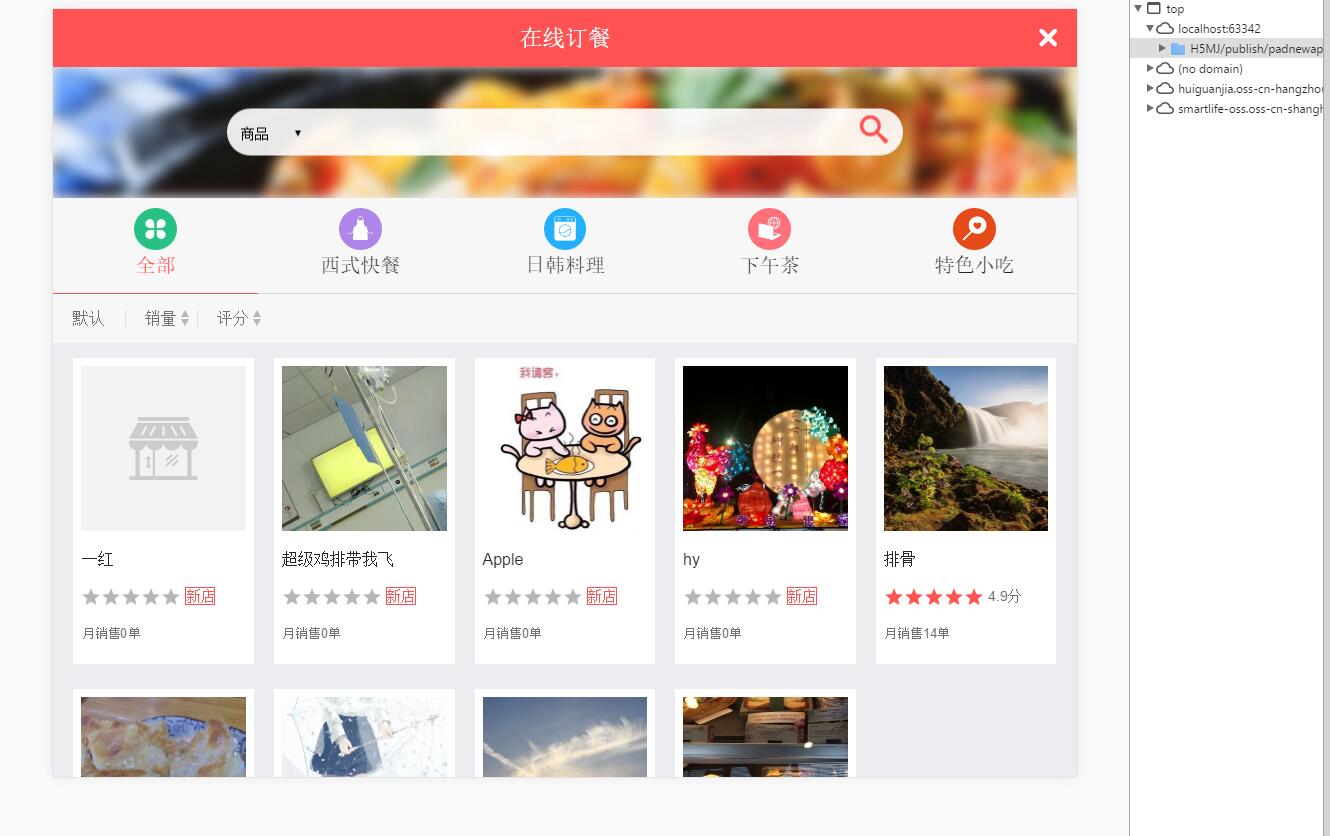 在线订餐
top
localhost:63342
H5MJ/publish/padnewap
(no domain)
huiguanjia.oss-cn-hangzhou
smartlife-oss.oss-cn-shangh
商品
全部
西式快餐
日韩料理
下午茶
特色小吃
默认
销量
评分
我请客,
一红
超级鸡排带我飞
Apple
hy
排骨
新店
新店
新店
新店
4.9分
月销售0单
月销售0单
月销售0单
月销售0单
月销售14单